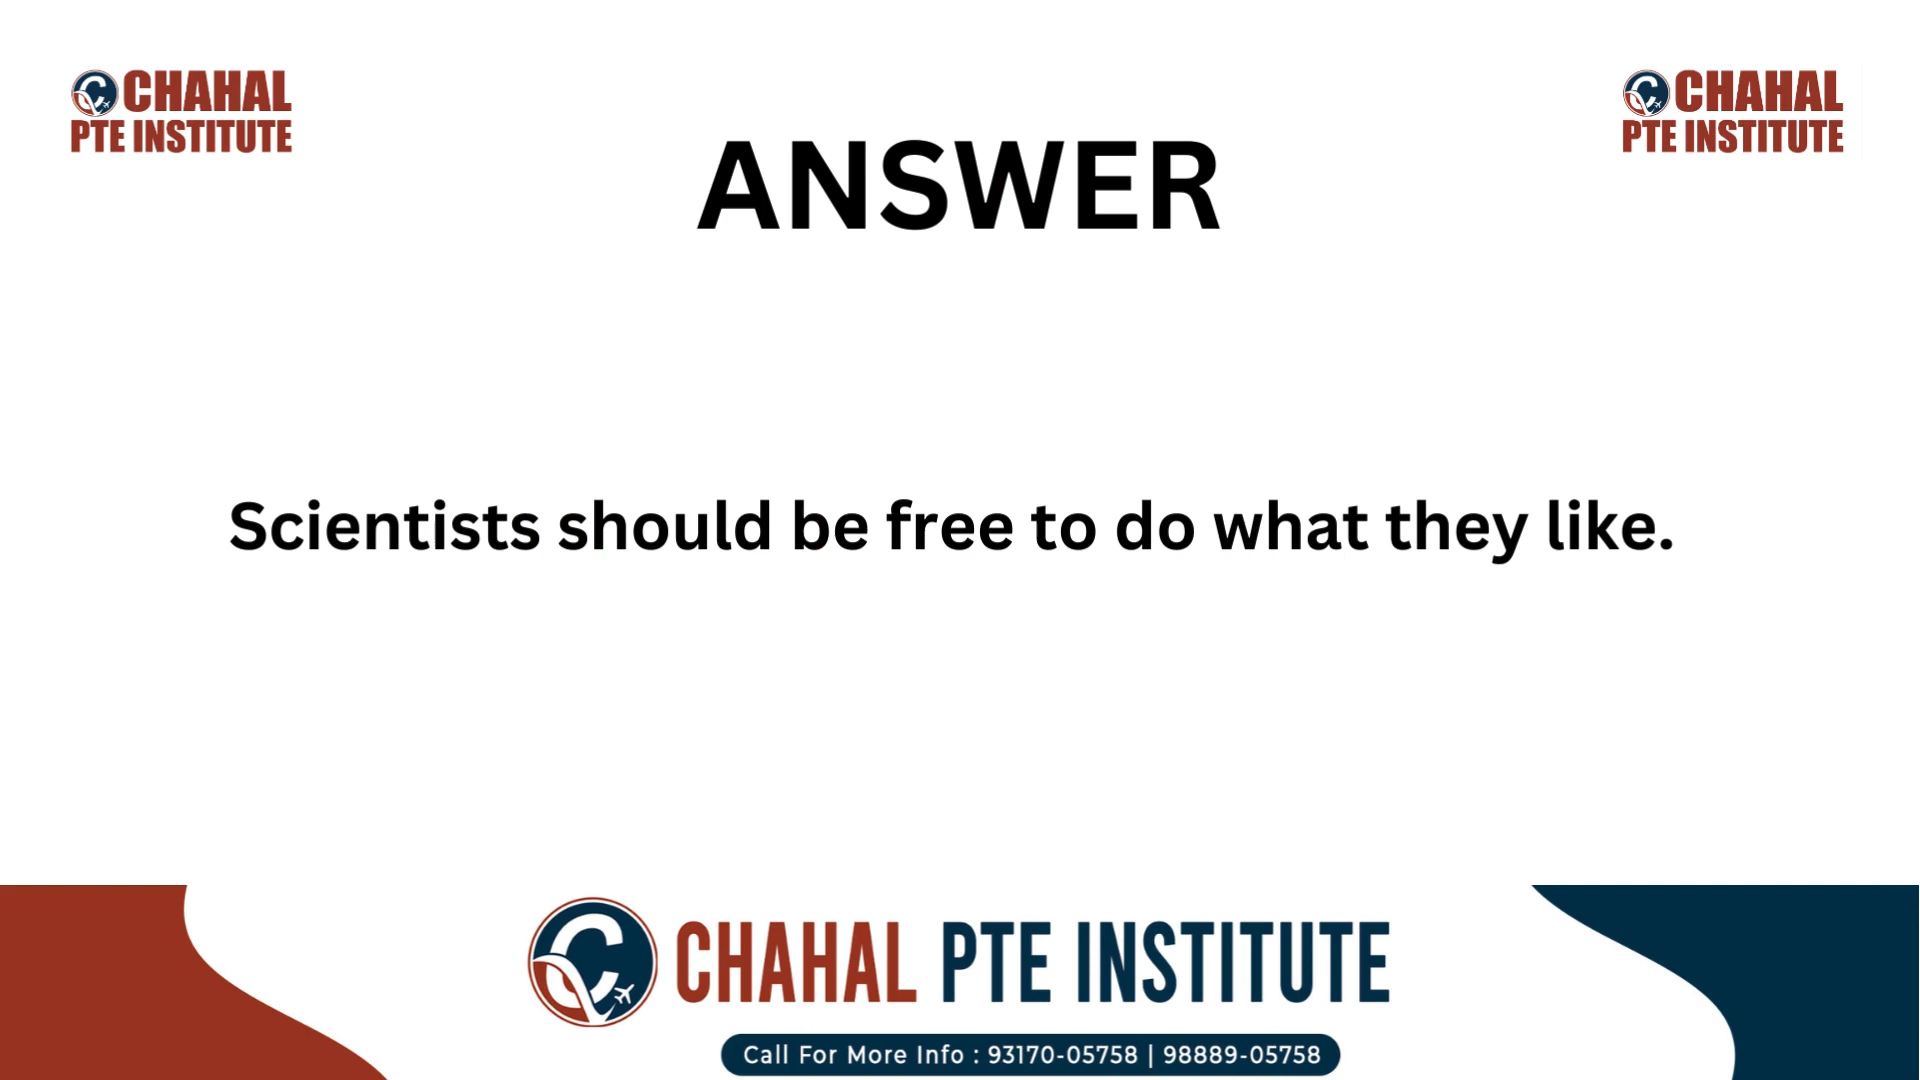 CHAHAL
PTE INSTITUTE
CHAHAL
PTE INSTITUTE
ANSWER
Scientists should be free to do what they like.
CHAHAL PTE INSTITUTE
Call For More Info : 93170-05758 | 98889-05758